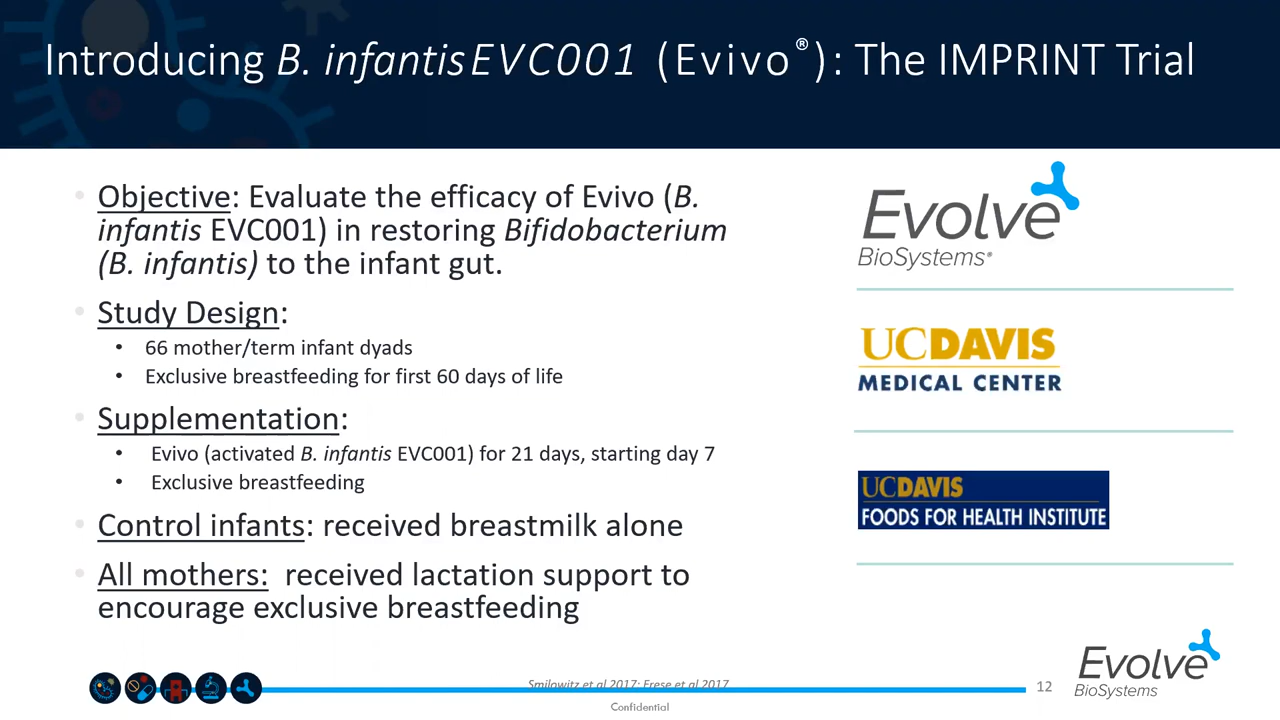 Introducing B. infantis EVC001 (Evivo®): The IMPRINT Trial
• Objective: Evaluate the efficacy of Evivo (B.
infantis EVC001) in restoring Bifidobacterium
(B. infantis) to the infant gut.
• Study Design:
• 66 mother/term infant dyads
• Exclusive breastfeeding for first 60 days of life
• Supplementation:
• Evivo (activated B. infantis EVC001) for 21 days, starting day 7
• Exclusive breastfeeding
• Control infants: received breastmilk alone
• All mothers: received lactation support to
encourage exclusive breastfeeding
Evolve
BioSystems®
UCDAVIS
MEDICAL CENTER
UCDAVIS
FOODS FOR HEALTH INSTITUTE
Smilowitz et al 2017; Frese et al 2017
Confidential
12
Evolve
BioSystems